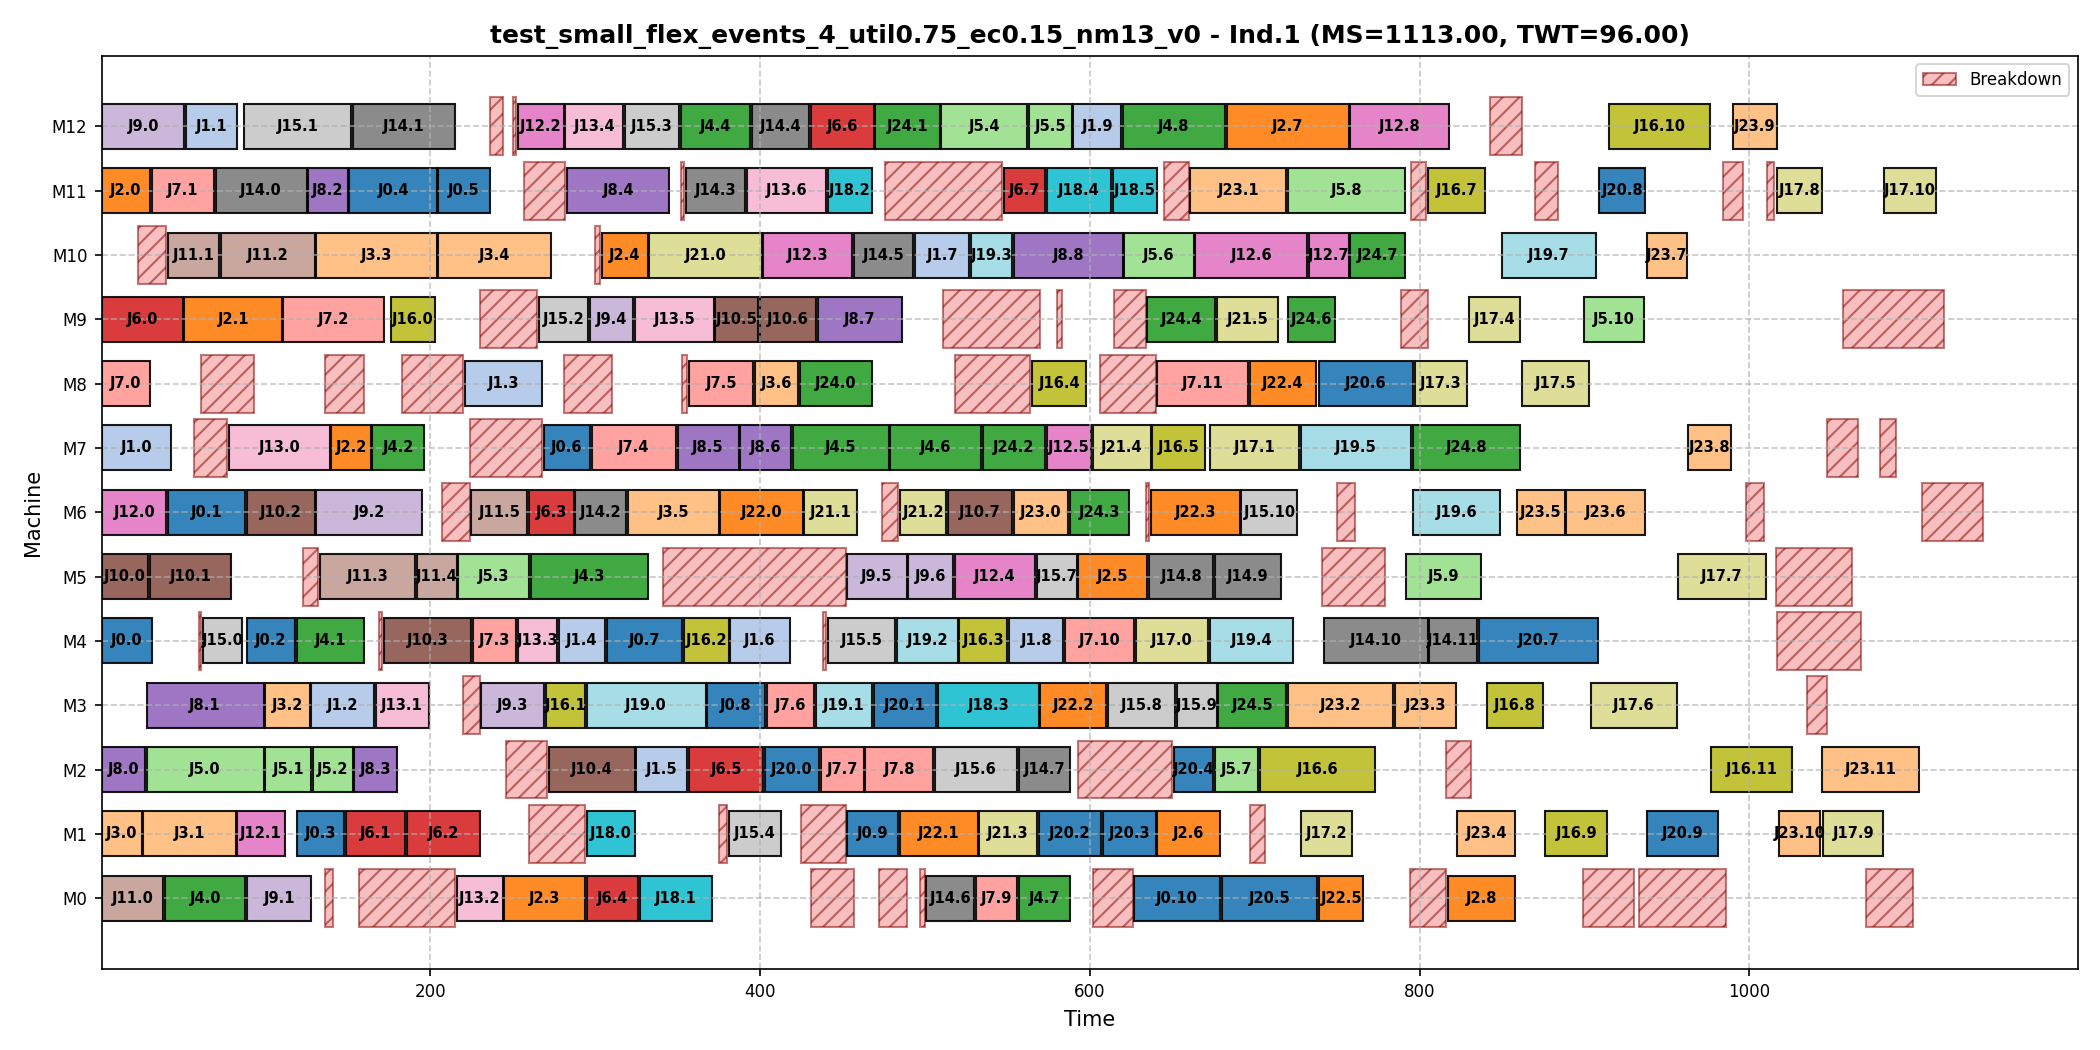 test_small_flex_events_4_util0.75_ec0.15_nm13_v0 - Ind.1 (MS=1113.00, TWT=96.00)
Breakdown
M12 J9.0 J1.1 J15.1 J14.1 J12.2 J13.4 J15.3 J4.4 J14.4 J6.6 J24.1 J5.4 J5.5 J1.9 J4.8 J2.7 J12.8 J16.10 J23.9
M11 J2.0 J7.1 J14.0 J8.2 J0.4 J0.5 J8.4 J14.3 J13.6 J18.2 J6.7 J18.4 J18.5 J23.1 J5.8 J16.7 J20.8 J17.8 J17.10
M10 J11.1 J11.2 J3.3 J3.4 J2.4 J21.0 J12.3 J14.5 J1.7 J19.3 J8.8 J5.6 J12.6 J12.7 J24.7 J19.7 J23.7
M9 J6.0 J2.1 J7.2 J16.0 J15.2 J9.4 J13.5 J10.5 J10.6 J8.7 J24.4 J21.5 J24.6 J17.4 J5.10
M8 J7.0 J1.3 J7.5 J3.6 J24.0 J16.4 J7.11 J22.4 J20.6 J17.3 J17.5
M7 J1.0 J13.0 J2.2 J4.2 J0.6 J7.4 J8.5 J8.6 J4.5 J4.6 J24.2 J12.5 J21.4 J16.5 J17.1 J19.5 J24.8 J23.8
M6 J12.0 J0.1 J10.2 J9.2 J11.5 J6.3 J14.2 J3.5 J22.0 J21.1 J21.2 J10.7 J23.0 J24.3 J22.3 J15.10 J19.6 J23.5 J23.6
M5 J10.0 J10.1 J11.3 J11.4 J5.3 J4.3 J9.5 J9.6 J12.4 J15.7 J2.5 J14.8 J14.9 J5.9 J17.7
M4 J0.0 J15.0 J0.2 J4.1 J10.3 J7.3 J13.3 J1.4 J0.7 J16.2 J1.6 J15.5 J19.2 J16.3 J1.8 J7.10 J17.0 J19.4 J14.10 J14.11 J20.7
M3 J8.1 J3.2 J1.2 J13.1 J9.3 J16.1 J19.0 J0.8 J7.6 J19.1 J20.1 J18.3 J22.2 J15.8 J15.9 J24.5 J23.2 J23.3 J16.8 J17.6
M2 J8.0 J5.0 J5.1 J5.2 J8.3 J10.4 J1.5 J6.5 J20.0 J7.7 J7.8 J15.6 J14.7 J20.4 J5.7 J16.6 J16.11 J23.11
M1 J3.0 J3.1 J12.1 J0.3 J6.1 J6.2 J18.0 J15.4 J0.9 J22.1 J21.3 J20.2 J20.3 J2.6 J17.2 J23.4 J16.9 J20.9 J23.10 J17.9
M0 J11.0 J4.0 J9.1 J13.2 J2.3 J6.4 J18.1 J14.6 J7.9 J4.7 J0.10 J20.5 J22.5 J2.8
200 400 600 800 1000
Time
Machine